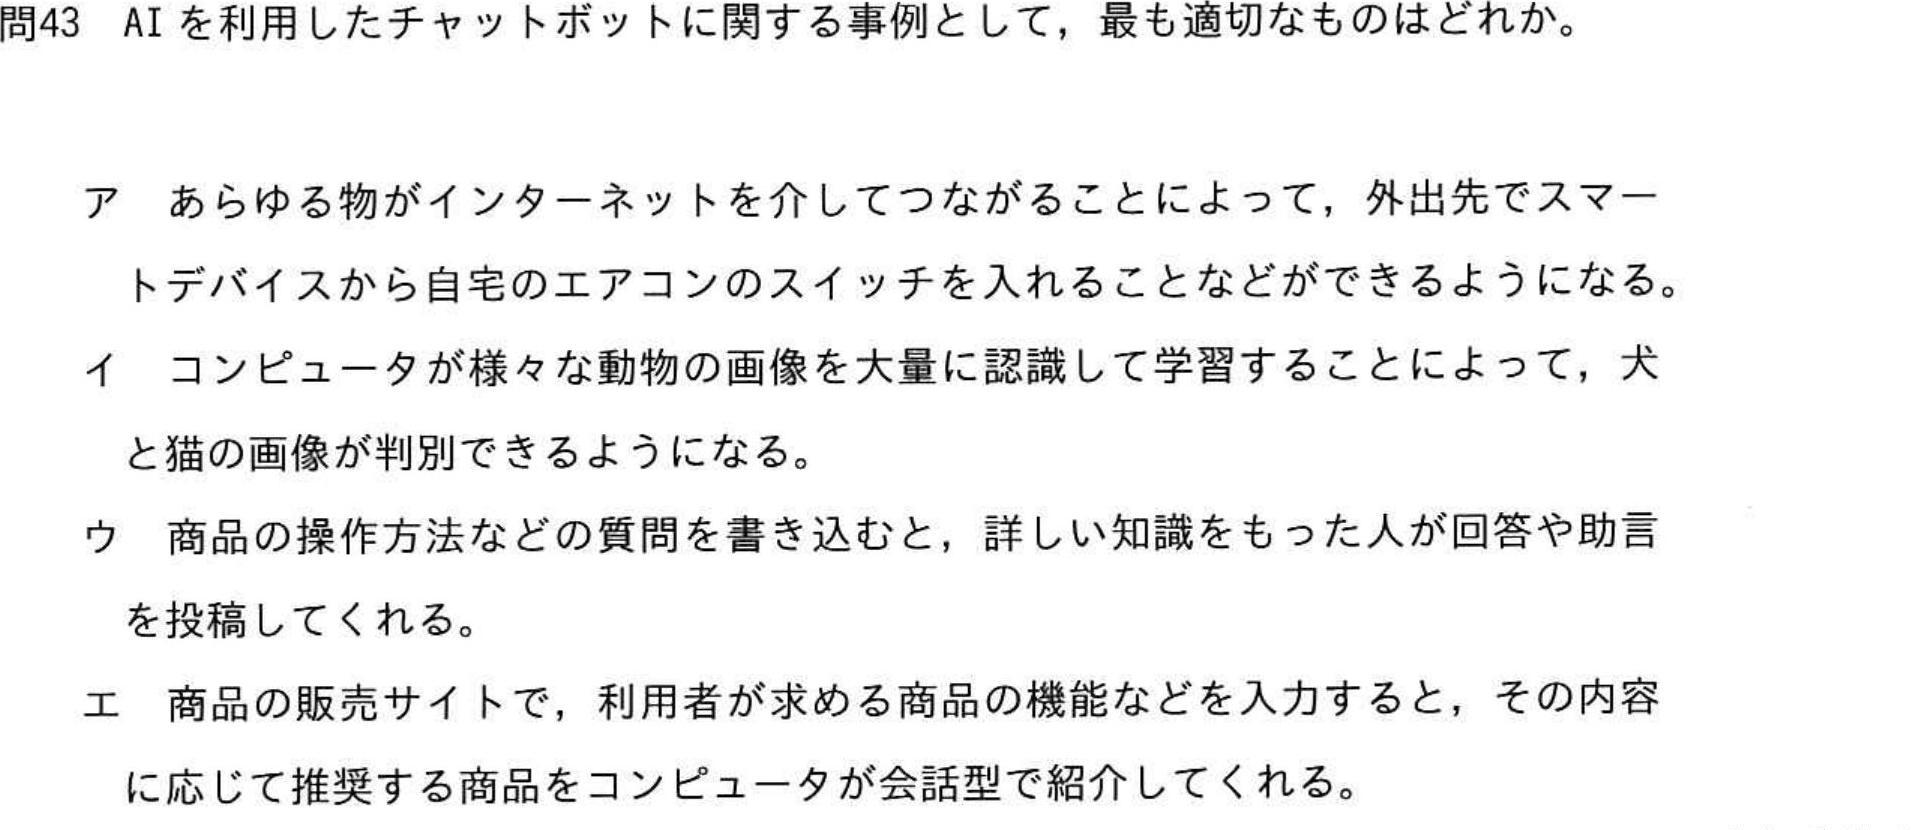 問43　AIを利用したチャットボットに関する事例として，最も適切なものはどれか。
ア　あらゆる物がインターネットを介してつながることによって，外出先でスマー
トデバイスから自宅のエアコンのスイッチを入れることなどができるようになる。
イ　コンピュータが様々な動物の画像を大量に認識して学習することによって，犬
と猫の画像が判別できるようになる。
ウ　商品の操作方法などの質問を書き込むと，詳しい知識をもった人が回答や助言
を投稿してくれる。
エ　商品の販売サイトで，利用者が求める商品の機能などを入力すると，その内容
に応じて推奨する商品をコンピュータが会話型で紹介してくれる。